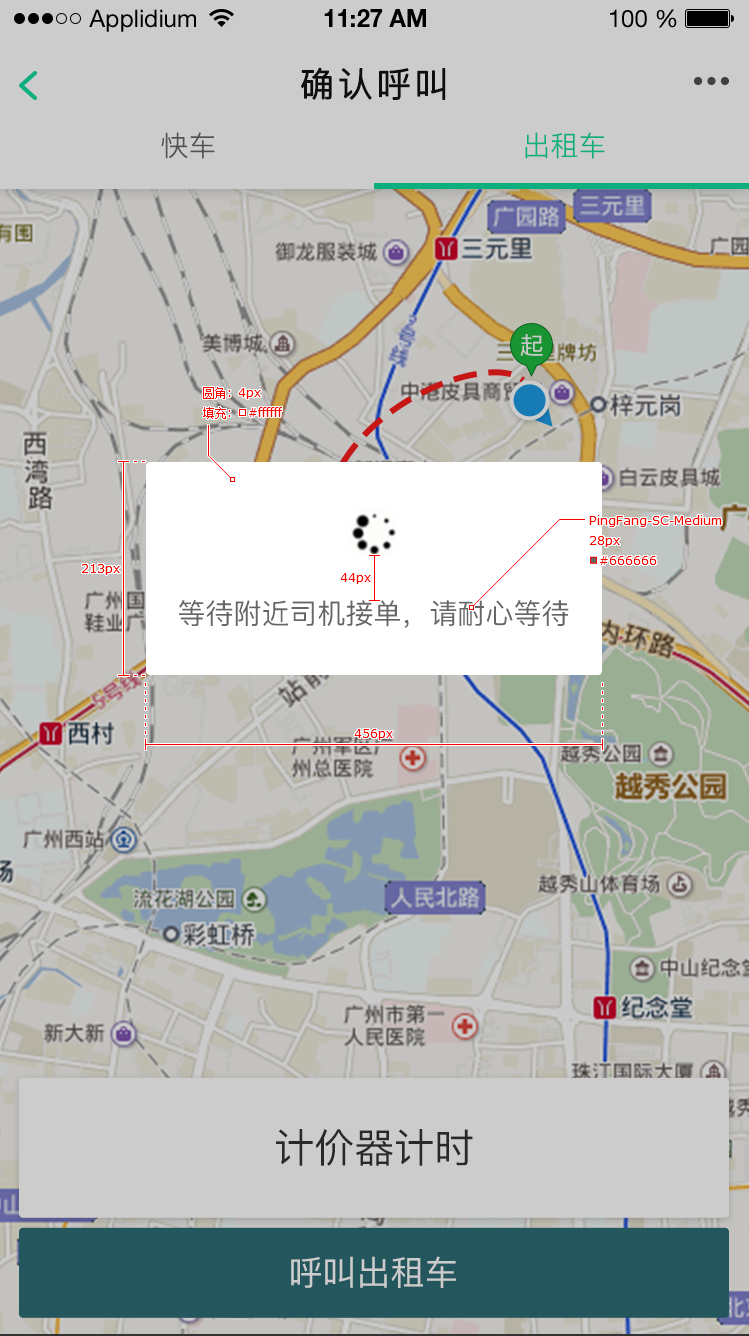 Applidium 11:27 AM 100 %
确认呼叫
快车 出租车
广园路 三元里
有围
御龙服装城 三元里 广园
美博城
起
三 牌坊
圆角：4px
中港皮具商贸
填充：#ffffff
梓元岗
西湾路
白云皮具城
PingFang-SC-Medium
28px
#666666
213px
44px
广州国
鞋业广
等待附近司机接单，请耐心等待
内环路
5号线
站前
西村
456px
广州军区广
州总医院
越秀公园
越秀公园
广州西站
场
流花湖公园
人民北路
越秀山体育场
彩虹桥
中山纪念堂
纪念堂
新大新
广州市第一
人民医院
珠江国际大厦
计价器计时
呼叫出租车